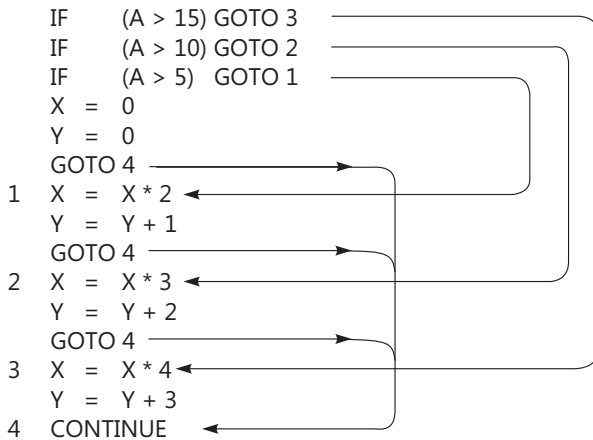 IF (A > 15) GOTO 3
IF (A > 10) GOTO 2
IF (A > 5) GOTO 1
X = 0
Y = 0
GOTO 4
1 X = X * 2
Y = Y + 1
GOTO 4
2 X = X * 3
Y = Y + 2
GOTO 4
3 X = X * 4
Y = Y + 3
4 CONTINUE